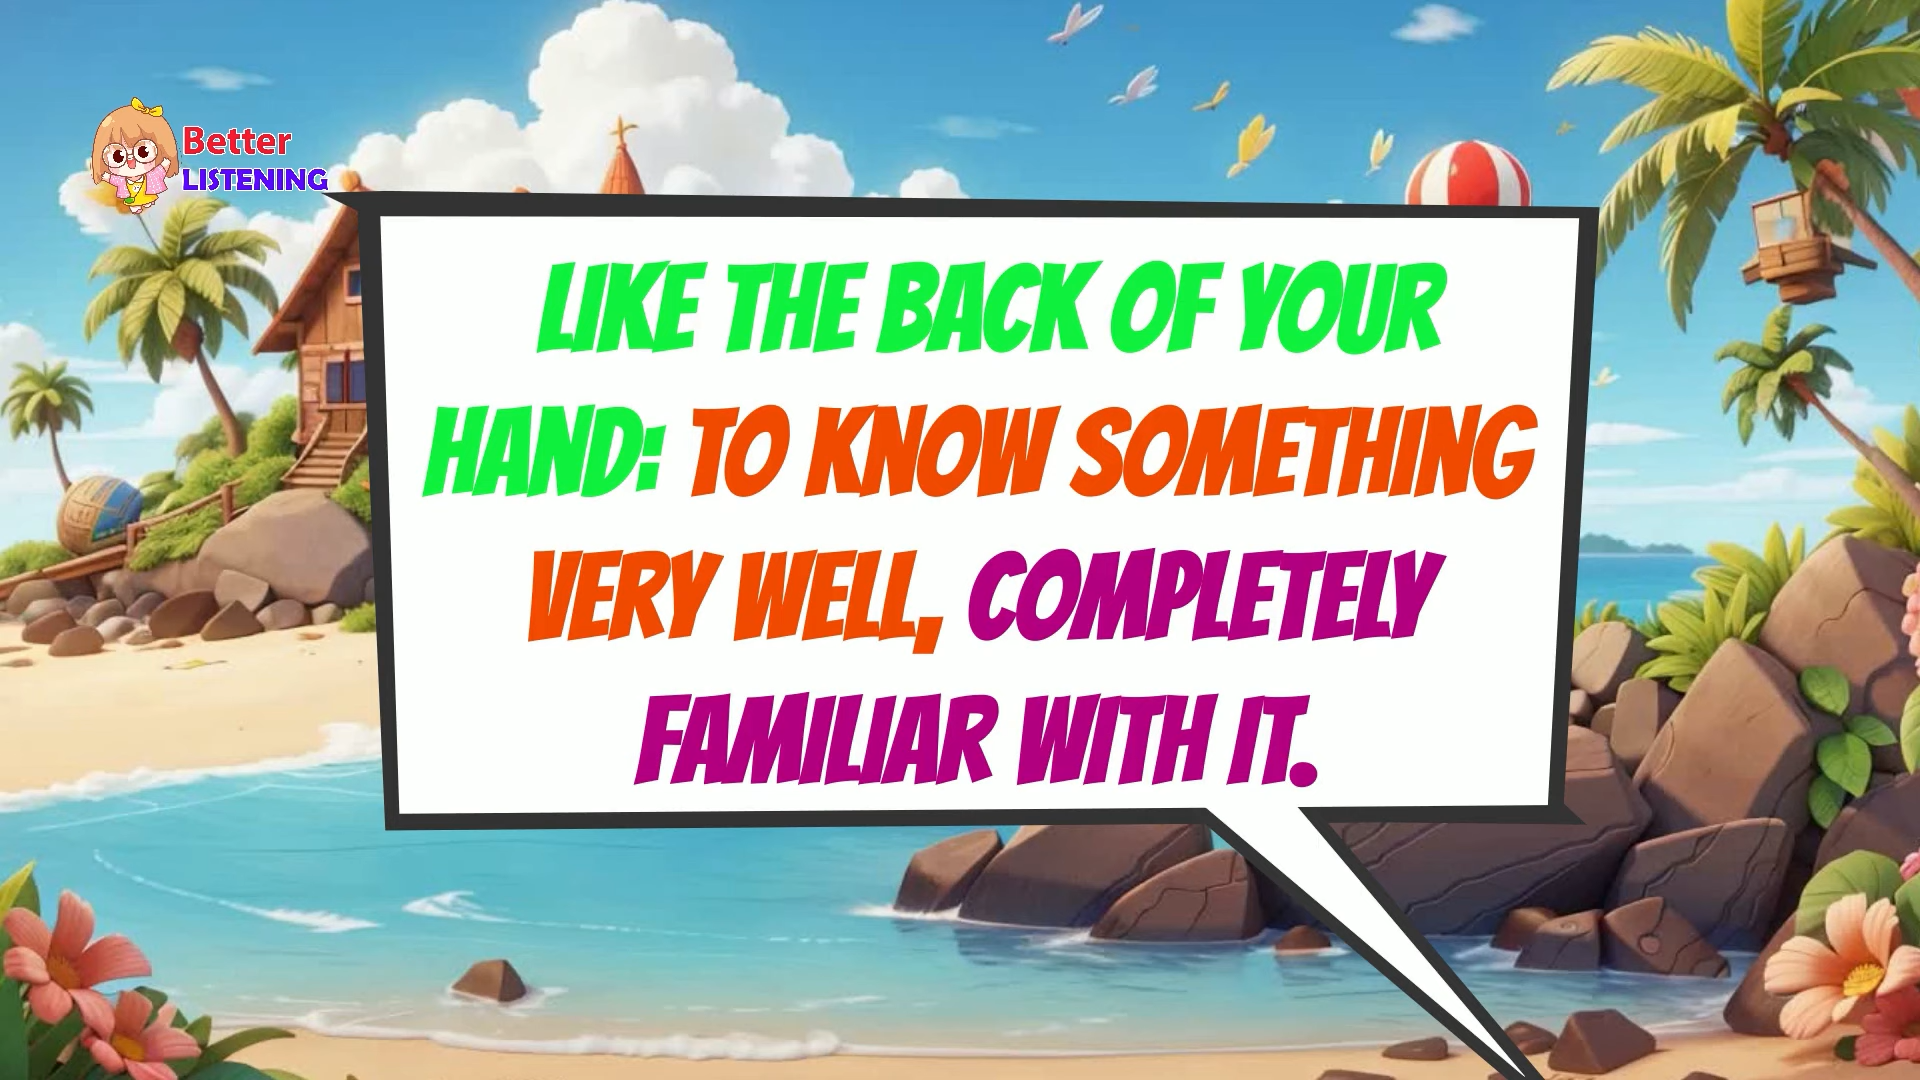 Better
LISTENING
LIKE THE BACK OF YOUR
HAND: TO KNOW SOMETHING
VERY WELL, COMPLETELY
FAMILIAR WITH IT.